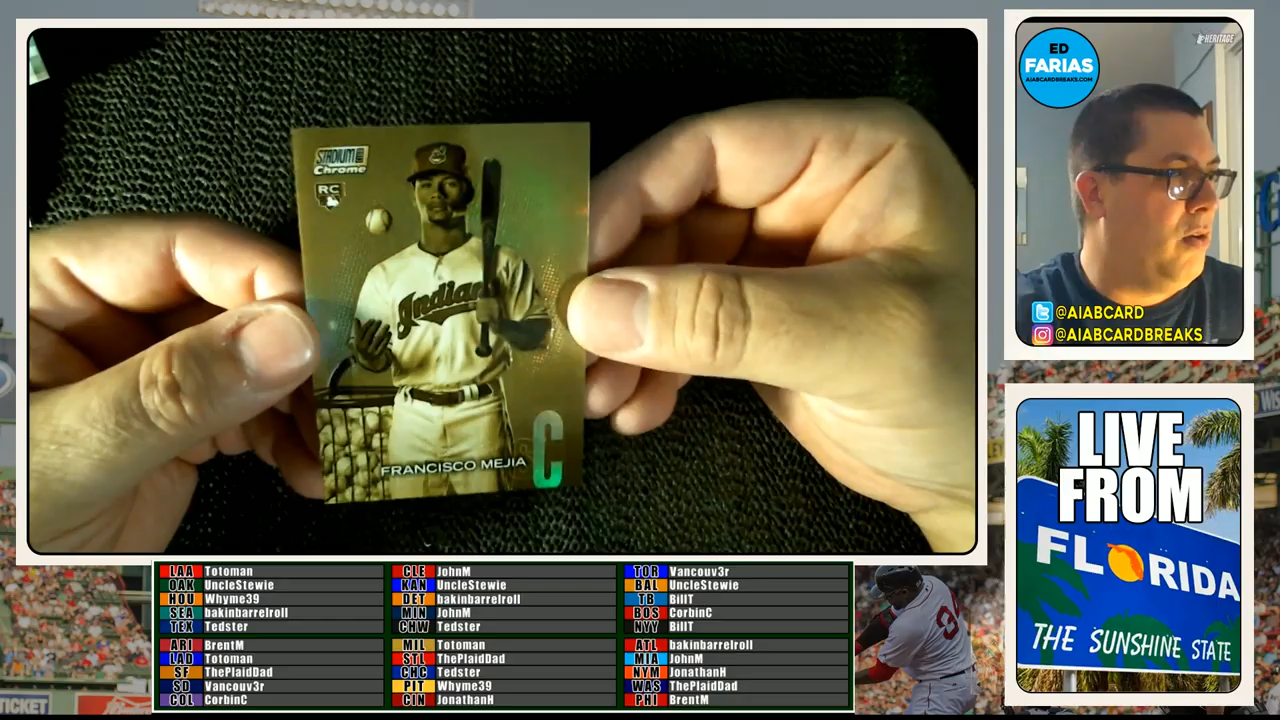 STADIUM
CLUB
Chrome
RC
Indians
FRANCISCO MEJIA
C
HERITAGE
ED
FARIAS
AIABCARDBREAKS.COM
@AIABCARD
@AIABCARDBREAKS
LIVE
FROM
FLORIDA
THE SUNSHINE STATE
LAA Totoman
OAK UncleStewie
HOU Whyme39
SEA bakinbarrelroll
TEX Tedster
CLE JohnM
KAN UncleStewie
DET bakinbarrelroll
MIN JohnM
CHW Tedster
TOR Vancouv3r
BAL UncleStewie
TB BillT
BOS CorbinC
NYY BillT
ARI BrentM
LAD Totoman
SF ThePlaidDad
SD Vancouv3r
COL CorbinC
MIL Totoman
STL ThePlaidDad
CHC Tedster
PIT Whyme39
CIN JonathanH
ATL bakinbarrelroll
MIA JohnM
NYM JonathanH
WAS ThePlaidDad
PHI BrentM
TICKET